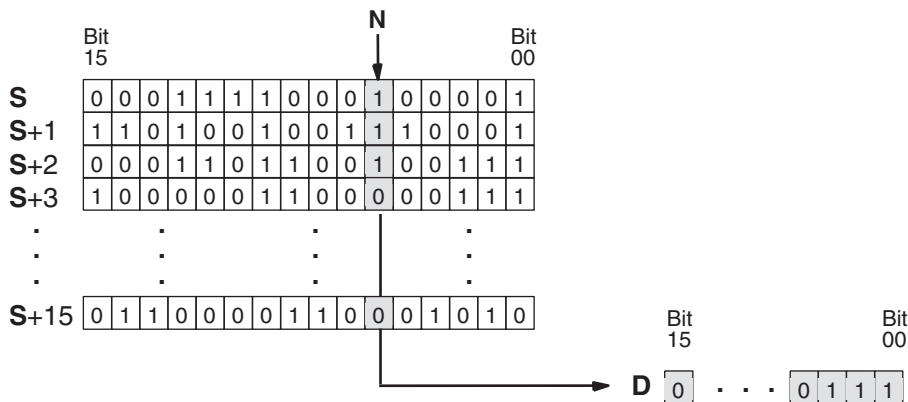 N
Bit Bit
15 00
S 0 0 0 1 1 1 1 0 0 0 1 0 0 0 0 1
S+1 1 1 0 1 0 0 1 0 0 1 1 1 0 0 0 1
S+2 0 0 0 1 1 0 1 1 0 0 1 0 0 1 1 1
S+3 1 0 0 0 0 0 1 1 0 0 0 0 0 1 1 1
. . . .
. . . .
. . . .
S+15 0 1 1 0 0 0 0 1 1 0 0 0 1 0 1 0
Bit Bit
15 00
D 0 . . . 0 1 1 1